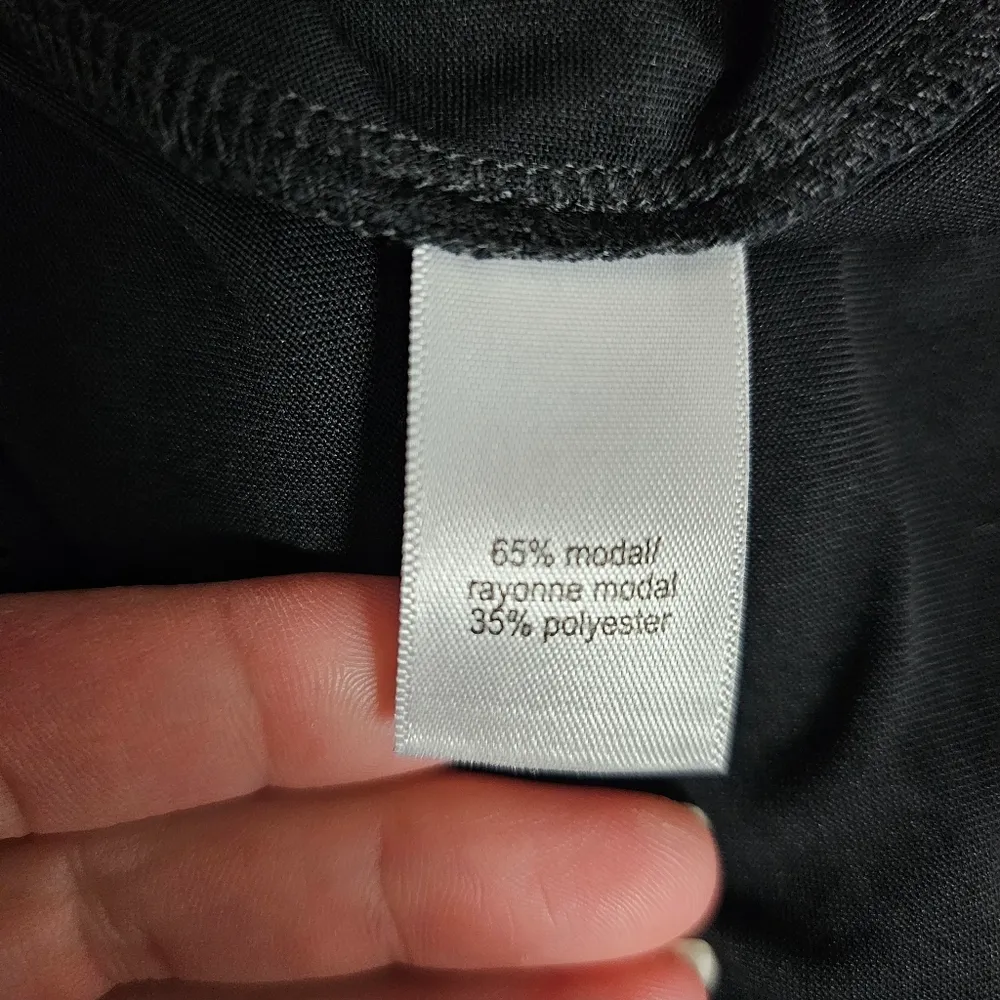 65% modal/
rayonne modal
35% polyester